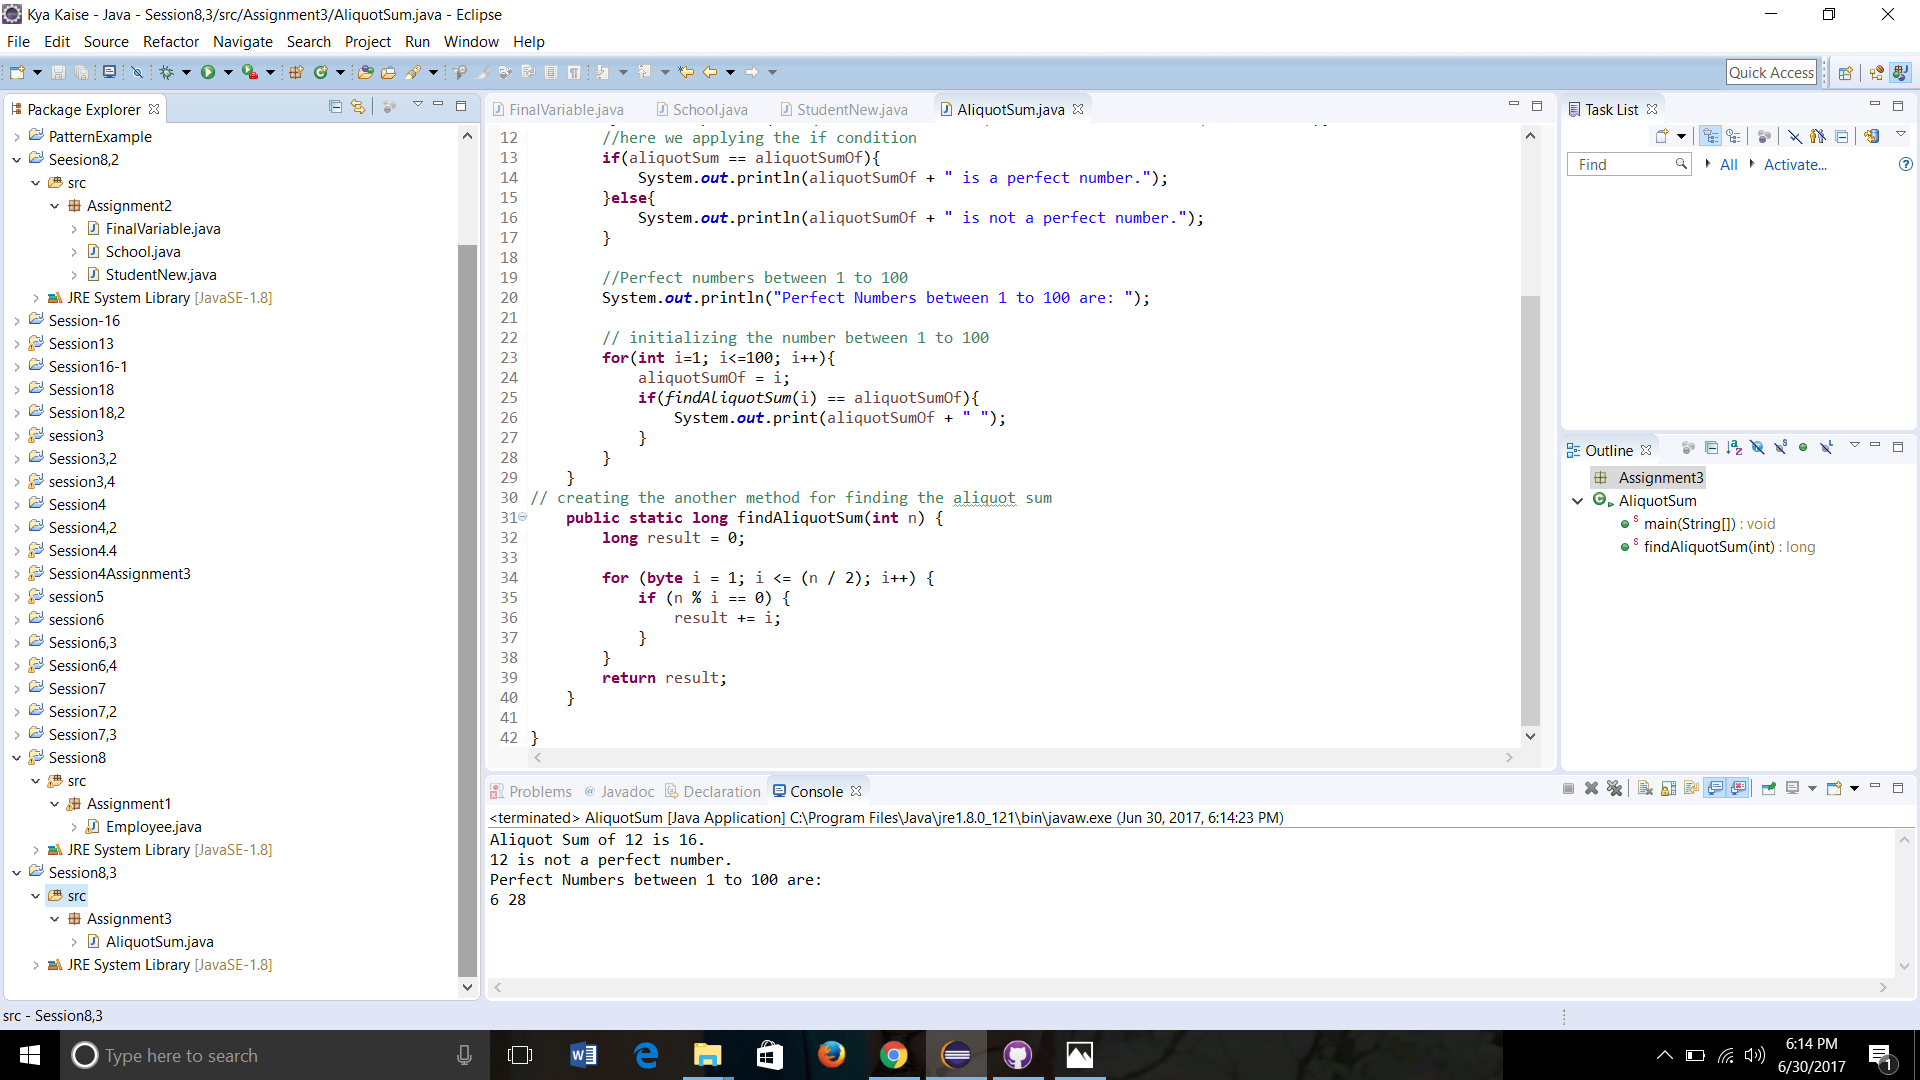 Kya Kaise - Java - Session8,3/src/Assignment3/AliquotSum.java - Eclipse
File Edit Source Refactor Navigate Search Project Run Window Help
Quick Access
Package Explorer
PatternExample
Seesion8,2
src
Assignment2
FinalVariable.java
School.java
StudentNew.java
JRE System Library [JavaSE-1.8]
Session-16
Session13
Session16-1
Session18
Session18,2
session3
Session3,2
session3,4
Session4
Session4,2
Session4.4
Session4Assignment3
session5
session6
Session6,3
Session6,4
Session7
Session7,2
Session7,3
Session8
src
Assignment1
Employee.java
JRE System Library [JavaSE-1.8]
Session8,3
src
Assignment3
AliquotSum.java
JRE System Library [JavaSE-1.8]
FinalVariable.java School.java StudentNew.java AliquotSum.java
12 //here we applying the if condition
13 if(aliquotSum == aliquotSumOf){
14 System.out.println(aliquotSumOf + " is a perfect number.");
15 }else{
16 System.out.println(aliquotSumOf + " is not a perfect number.");
17 }
18
19 //Perfect numbers between 1 to 100
20 System.out.println("Perfect Numbers between 1 to 100 are: ");
21
22 // initializing the number between 1 to 100
23 for(int i=1; i<=100; i++){
24 aliquotSumOf = i;
25 if(findAliquotSum(i) == aliquotSumOf){
26 System.out.print(aliquotSumOf + " ");
27 }
28 }
29 }
30 // creating the another method for finding the aliquot sum
31 public static long findAliquotSum(int n) {
32 long result = 0;
33
34 for (byte i = 1; i <= (n / 2); i++) {
35 if (n % i == 0) {
36 result += i;
37 }
38 }
39 return result;
40 }
41
42 }
Task List
Find All Activate...
Outline
Assignment3
AliquotSum
main(String[]) : void
findAliquotSum(int) : long
Problems Javadoc Declaration Console
<terminated> AliquotSum [Java Application] C:\Program Files\Java\jre1.8.0_121\bin\javaw.exe (Jun 30, 2017, 6:14:23 PM)
Aliquot Sum of 12 is 16.
12 is not a perfect number.
Perfect Numbers between 1 to 100 are:
6 28
src - Session8,3
Type here to search
6:14 PM
6/30/2017
1